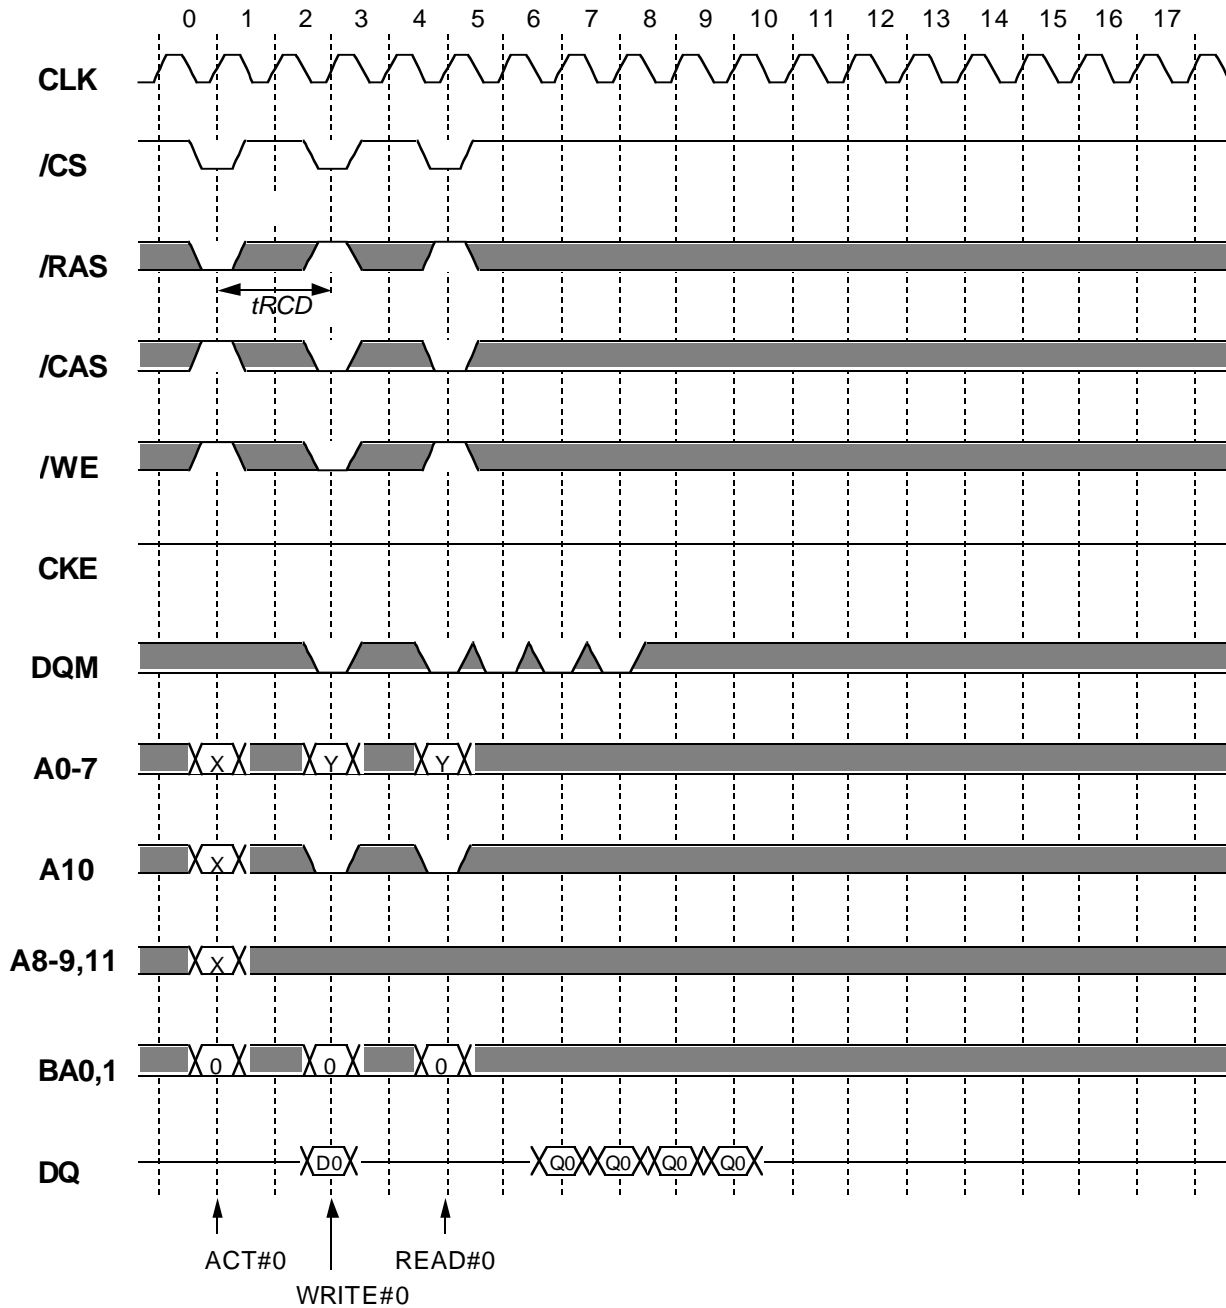 0 1 2 3 4 5 6 7 8 9 10 11 12 13 14 15 16 17
CLK
/CS
/RAS
tRCD
/CAS
/WE
CKE
DQM
A0-7 X Y Y
A10 X
A8-9,11 X
BA0,1 0 0 0
DQ D0 Q0 Q0 Q0 Q0
ACT#0 READ#0
WRITE#0